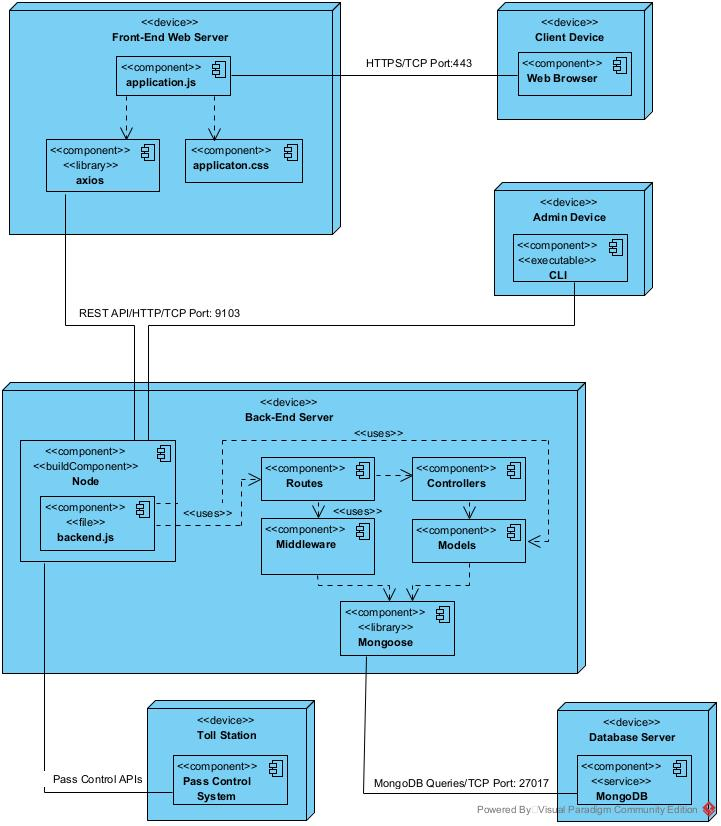 <<device>>
Front-End Web Server
<<component>>
application.js
<<component>>
<<library>>
axios
<<component>>
applicaton.css
HTTPS/TCP Port:443
<<device>>
Client Device
<<component>>
Web Browser
<<device>>
Admin Device
<<component>>
<<executable>>
CLI
REST API/HTTP/TCP Port: 9103
<<device>>
Back-End Server
<<uses>>
<<component>>
<<buildComponent>>
Node
<<component>>
<<file>>
backend.js
<<uses>>
<<component>>
Routes
<<component>>
Controllers
<<uses>>
<<component>>
Middleware
<<component>>
Models
<<component>>
<<library>>
Mongoose
<<device>>
Toll Station
<<component>>
Pass Control
System
Pass Control APIs
MongoDB Queries/TCP Port: 27017
<<device>>
Database Server
<<component>>
<<service>>
MongoDB
Powered By Visual Paradigm Community Edition